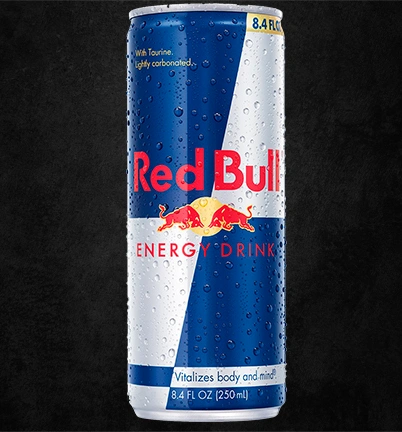 8.4 FL O
With Taurine.
Lightly carbonated.
Red Bull
ENERGY DRINK
Vitalizes body and mind®
8.4 FL OZ (250 mL)